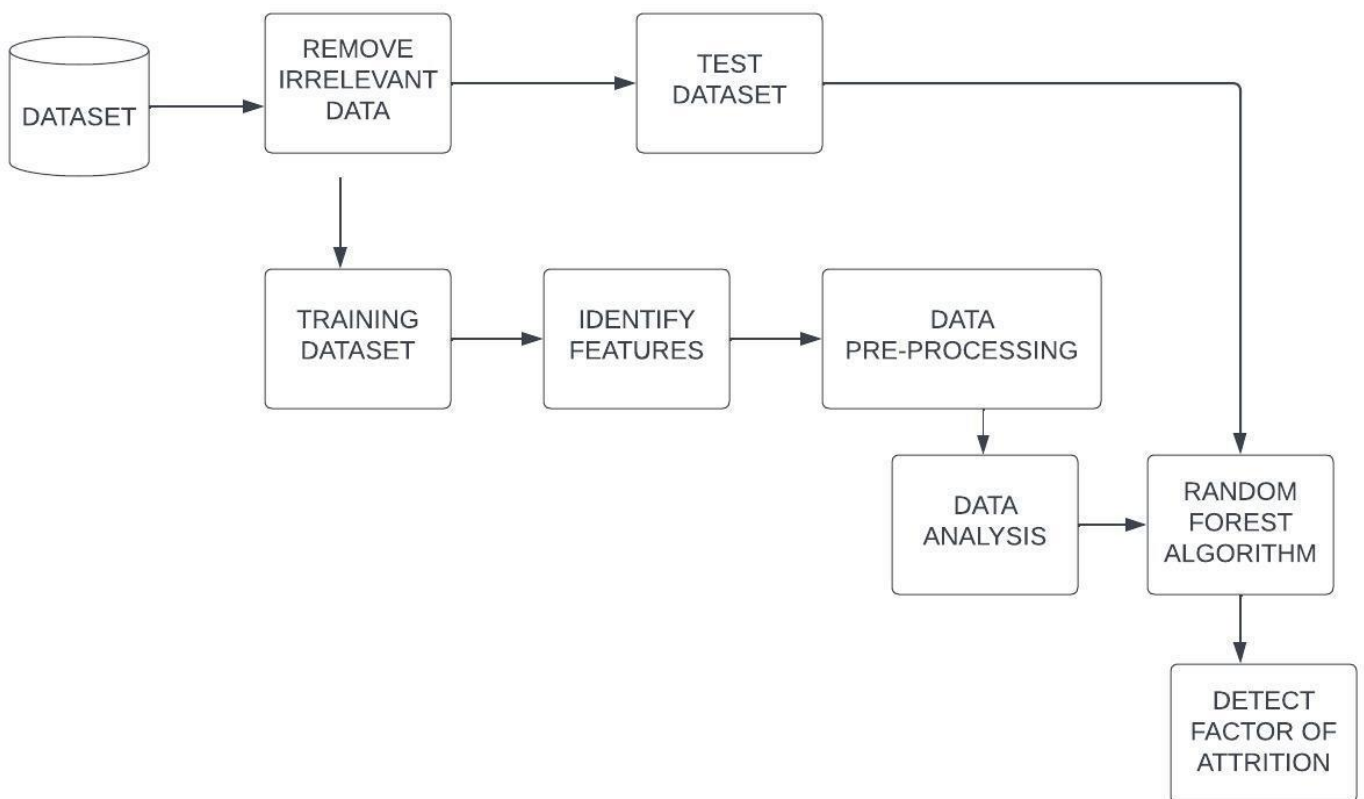 DATASET
REMOVE
IRRELEVANT
DATA
TEST
DATASET
TRAINING
DATASET
IDENTIFY
FEATURES
DATA
PRE-PROCESSING
DATA
ANALYSIS
RANDOM
FOREST
ALGORITHM
DETECT
FACTOR OF
ATTRITION